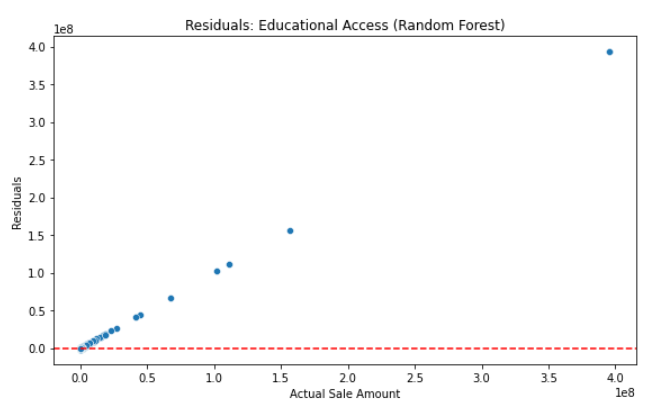 Residuals: Educational Access (Random Forest)
1e8
4.0
3.5
3.0
2.5
2.0
1.5
1.0
0.5
0.0
Residuals
0.0 0.5 1.0 1.5 2.0 2.5 3.0 3.5 4.0
1e8
Actual Sale Amount